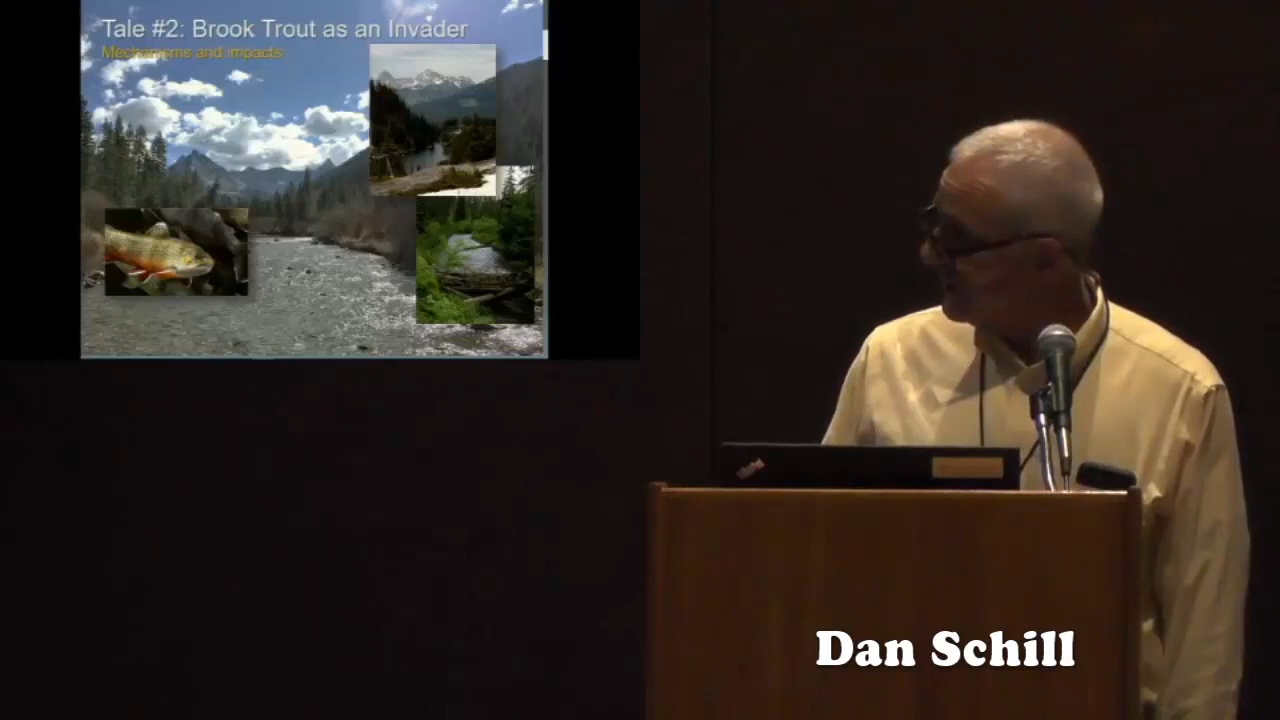 Tale #2: Brook Trout as an Invader
Mechanisms and impacts
Dan Schill